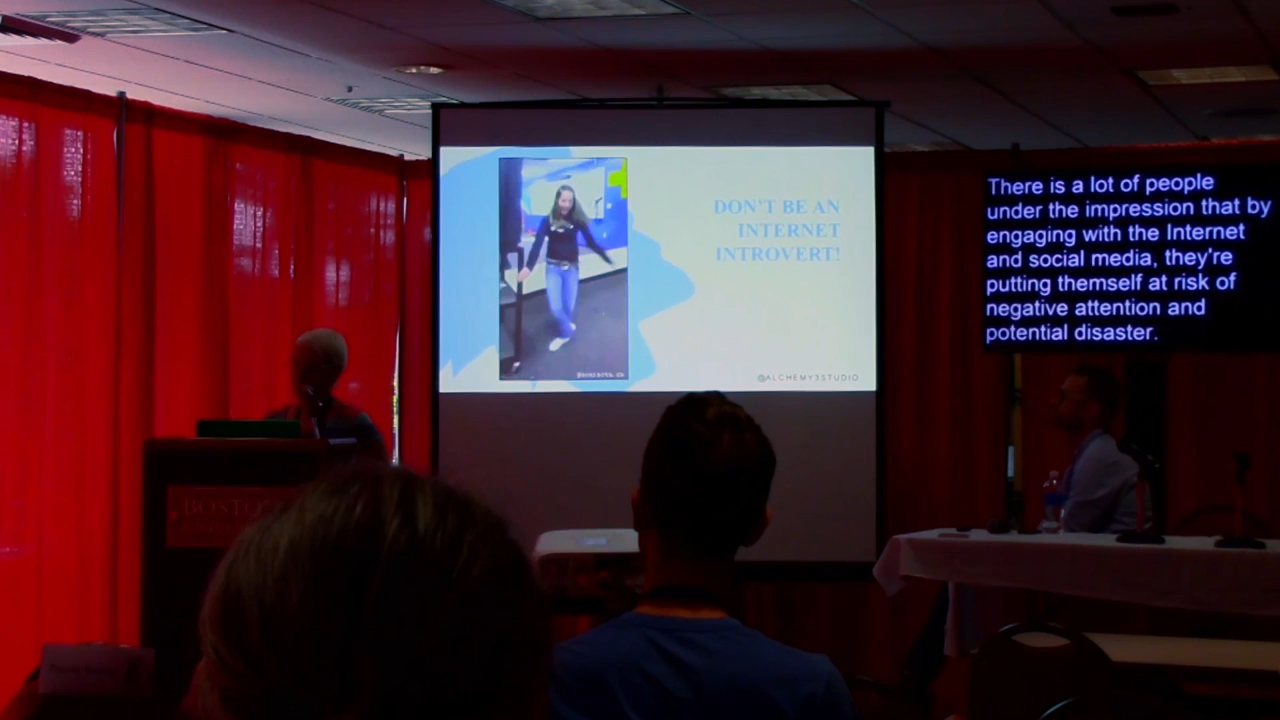 DON'T BE AN
INTERNET
INTROVERT!
@ALCHEMY3STUDIO
There is a lot of people
under the impression that by
engaging with the Internet
and social media, they're
putting themself at risk of
negative attention and
potential disaster.
BOSTON